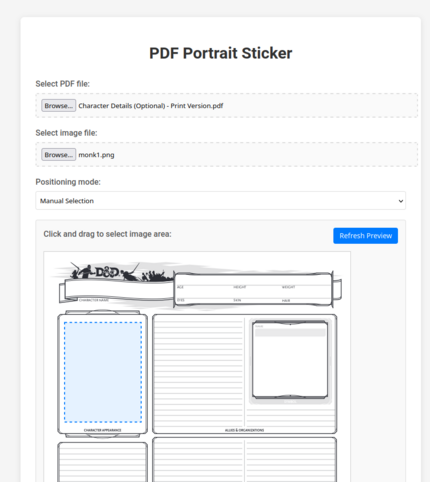 PDF Portrait Sticker
Select PDF file:
Browse... Character Details (Optional) - Print Version.pdf
Select image file:
Browse... monk1.png
Positioning mode:
Manual Selection
Click and drag to select image area:
Refresh Preview
D&D
CHARACTER NAME
AGE HEIGHT WEIGHT
EYES SKIN HAIR
CHARACTER APPEARANCE
ALLIES & ORGANIZATIONS